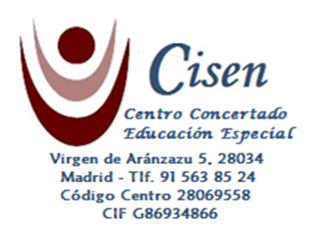 Cisen
Centro Concertado
Educación Especial
Virgen de Aránzazu 5, 28034
Madrid - Tlf. 91 563 85 24
Código Centro 28069558
CIF G86934866